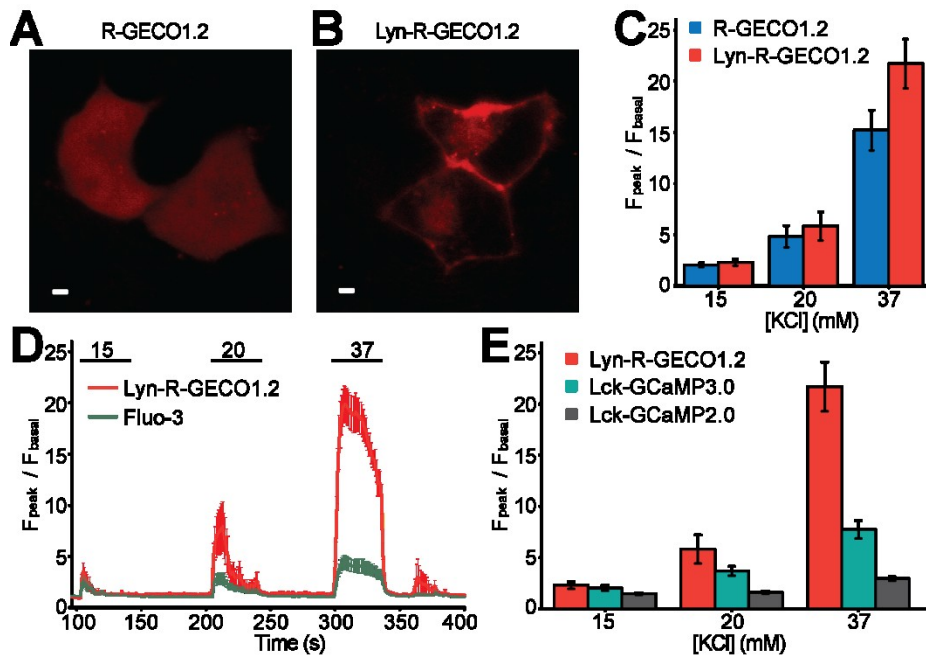 A
R-GECO1.2
B
Lyn-R-GECO1.2
C
R-GECO1.2
Lyn-R-GECO1.2
25
20
15
10
5
0
Fpeak / Fbasal
15
20
37
[KCl] (mM)
D
15
20
37
Lyn-R-GECO1.2
Fluo-3
25
20
15
10
5
0
Fpeak / Fbasal
100
150
200
250
300
350
400
Time (s)
E
Lyn-R-GECO1.2
Lck-GCaMP3.0
Lck-GCaMP2.0
25
20
15
10
5
0
Fpeak / Fbasal
15
20
37
[KCl] (mM)